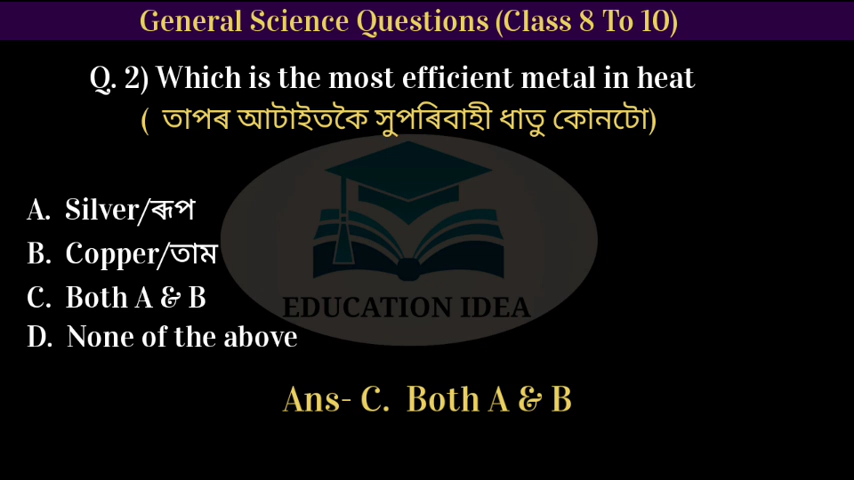 General Science Questions (Class 8 To 10)
Q. 2) Which is the most efficient metal in heat
( তাপৰ আটাইতকৈ সুপৰিবাহী ধাতু কোনটো)
A. Silver/ৰূপ
B. Copper/তাম
C. Both A & B
D. None of the above
EDUCATION IDEA
Ans- C. Both A & B